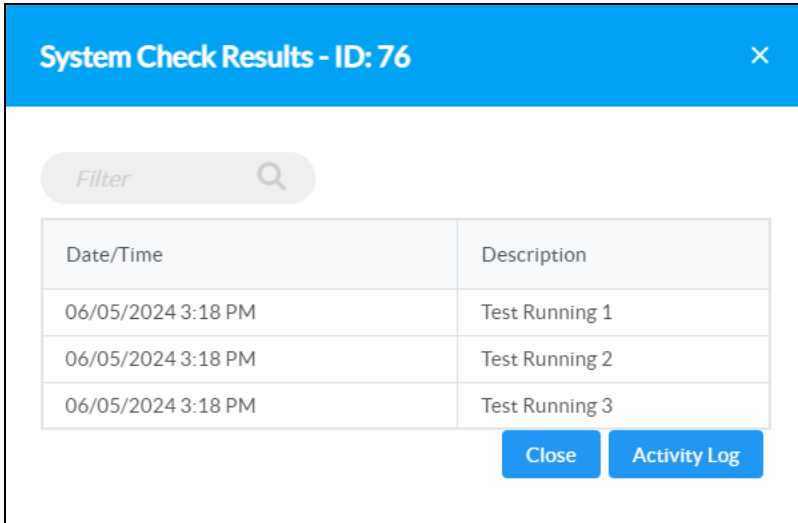 System Check Results - ID: 76
Filter
Date/Time Description
06/05/2024 3:18 PM Test Running 1
06/05/2024 3:18 PM Test Running 2
06/05/2024 3:18 PM Test Running 3
Close Activity Log